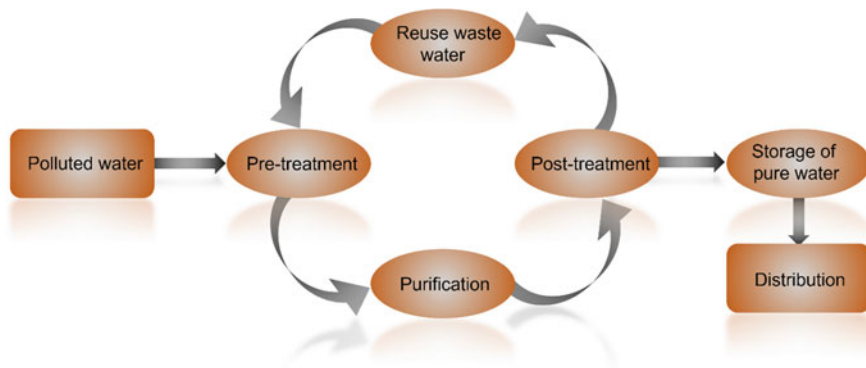 Reuse waste
water
Polluted water
Pre-treatment
Post-treatment
Storage of
pure water
Purification
Distribution